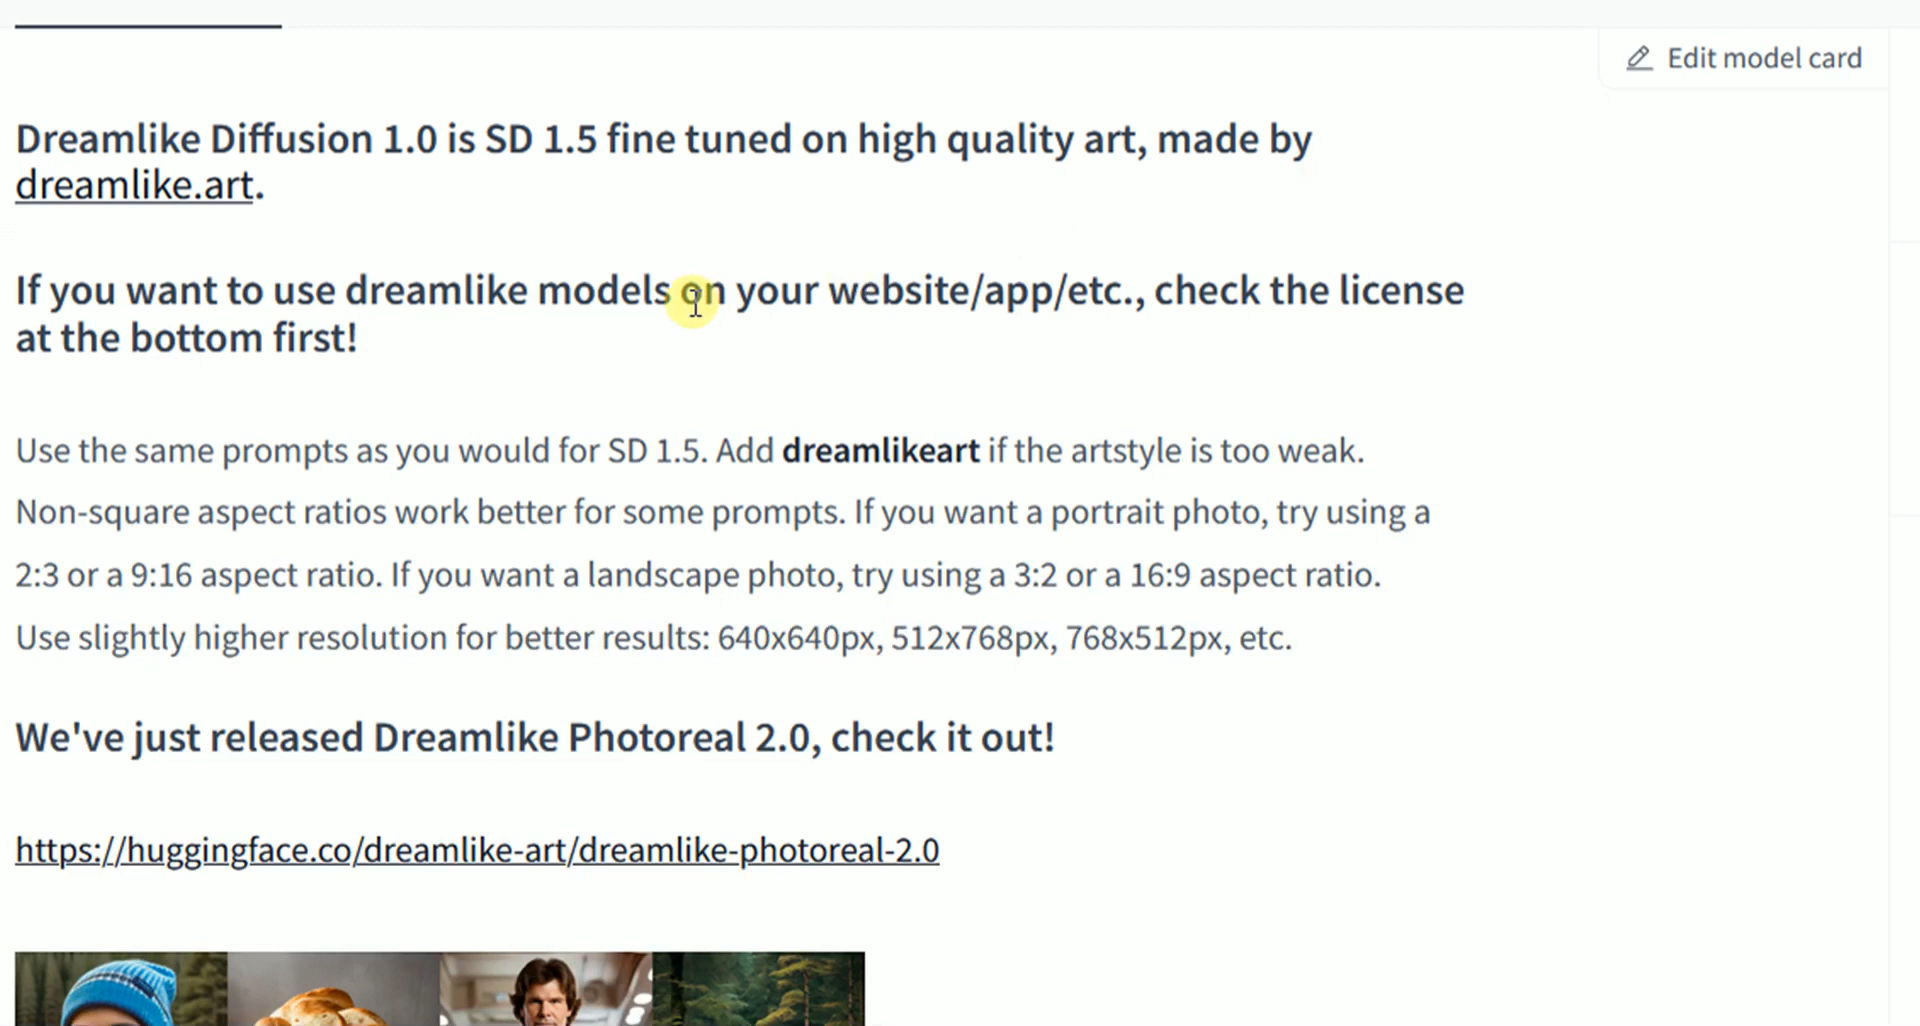 Edit model card
Dreamlike Diffusion 1.0 is SD 1.5 fine tuned on high quality art, made by
dreamlike.art.
If you want to use dreamlike models on your website/app/etc., check the license
at the bottom first!
Use the same prompts as you would for SD 1.5. Add dreamlikeart if the artstyle is too weak.
Non-square aspect ratios work better for some prompts. If you want a portrait photo, try using a
2:3 or a 9:16 aspect ratio. If you want a landscape photo, try using a 3:2 or a 16:9 aspect ratio.
Use slightly higher resolution for better results: 640x640px, 512x768px, 768x512px, etc.
We've just released Dreamlike Photoreal 2.0, check it out!
https://huggingface.co/dreamlike-art/dreamlike-photoreal-2.0